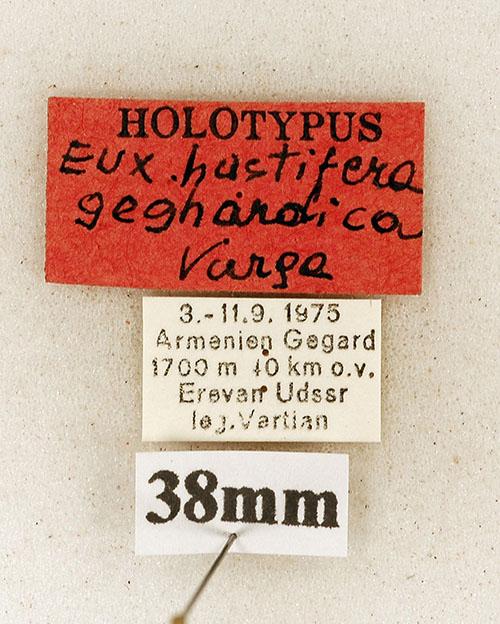 HOLOTYPUS
Eux. hastifera
geghardica
Varga
3.-11.9. 1975
Armenien Gegard
1700 m 40 km o.v.
Erevan Udssr
leg. Vartian
38mm